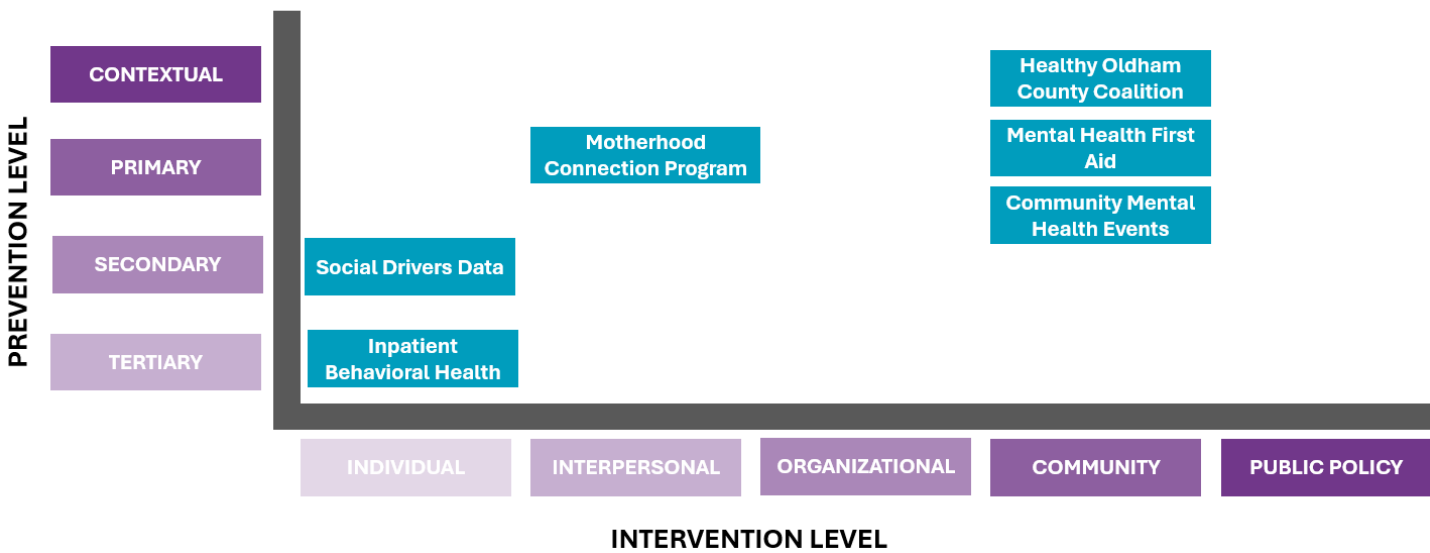 PREVENTION LEVEL
CONTEXTUAL
PRIMARY
SECONDARY
TERTIARY
Healthy Oldham
County Coalition
Motherhood
Connection Program
Mental Health First
Aid
Community Mental
Health Events
Social Drivers Data
Inpatient
Behavioral Health
INDIVIDUAL
INTERPERSONAL
ORGANIZATIONAL
COMMUNITY
PUBLIC POLICY
INTERVENTION LEVEL